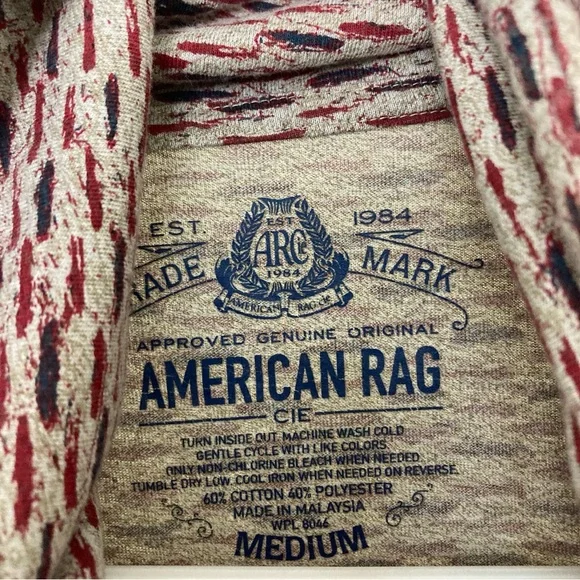 EST 1984
EST
ARC ie
1984
AMERICAN RAG. cie
MARK
APPROVED GENUINE ORIGINAL
AMERICAN RAG
CIE
TURN INSIDE OUT. MACHINE WASH COLD
GENTLE CYCLE WITH LIKE COLORS
ONLY NON-CHLORINE BLEACH WHEN NEEDED
TUMBLE DRY LOW. COOL IRON WHEN NEEDED ON REVERSE.
60% COTTON 40% POLYESTER
MADE IN MALAYSIA
WPL 8046
MEDIUM